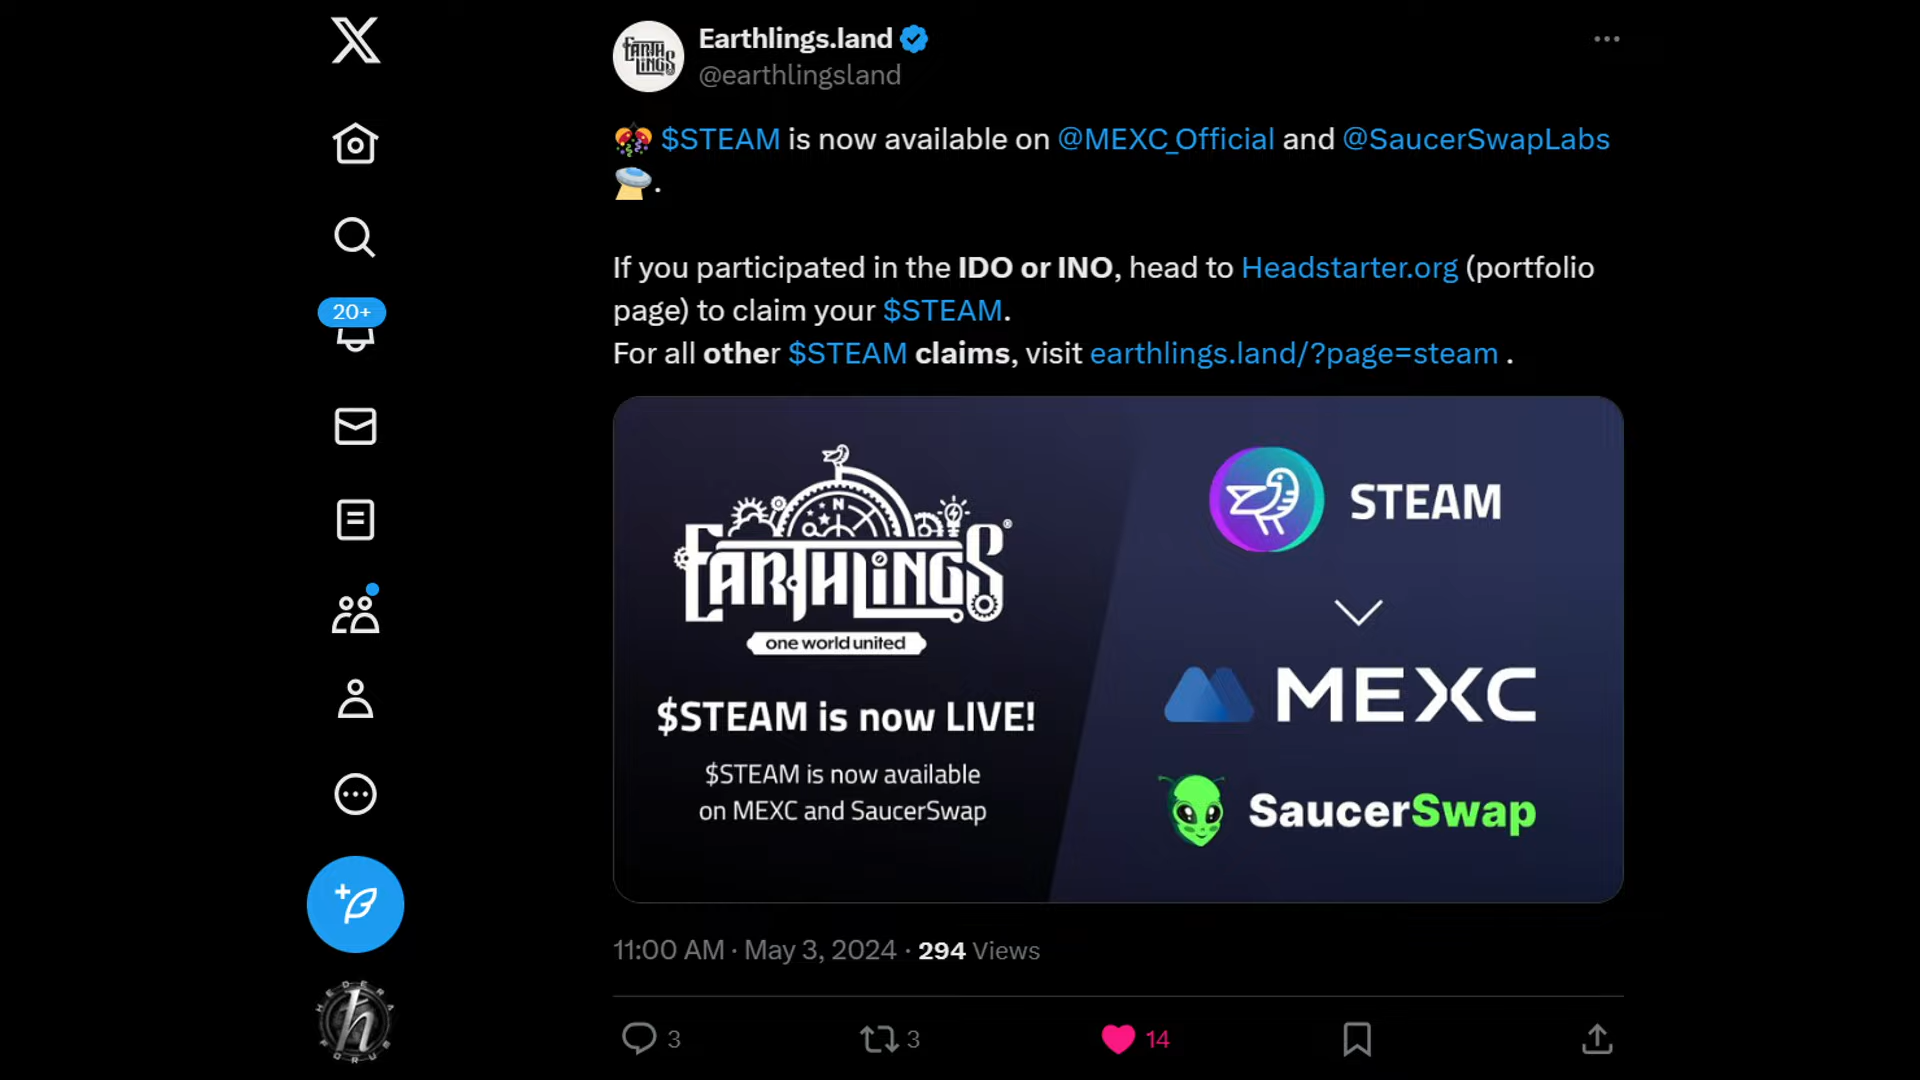 Earthlings.land
@earthlingsland
EARTHLINGS
$STEAM is now available on @MEXC_Official and @SaucerSwapLabs
.
If you participated in the IDO or INO, head to Headstarter.org (portfolio
page) to claim your $STEAM.
For all other $STEAM claims, visit earthlings.land/?page=steam .
20+
N
EARTHLINGS®
one world united
$STEAM is now LIVE!
$STEAM is now available
on MEXC and SaucerSwap
STEAM
MEXC
SaucerSwap
11:00 AM · May 3, 2024 · 294 Views
3
3
14
HEDERA
h